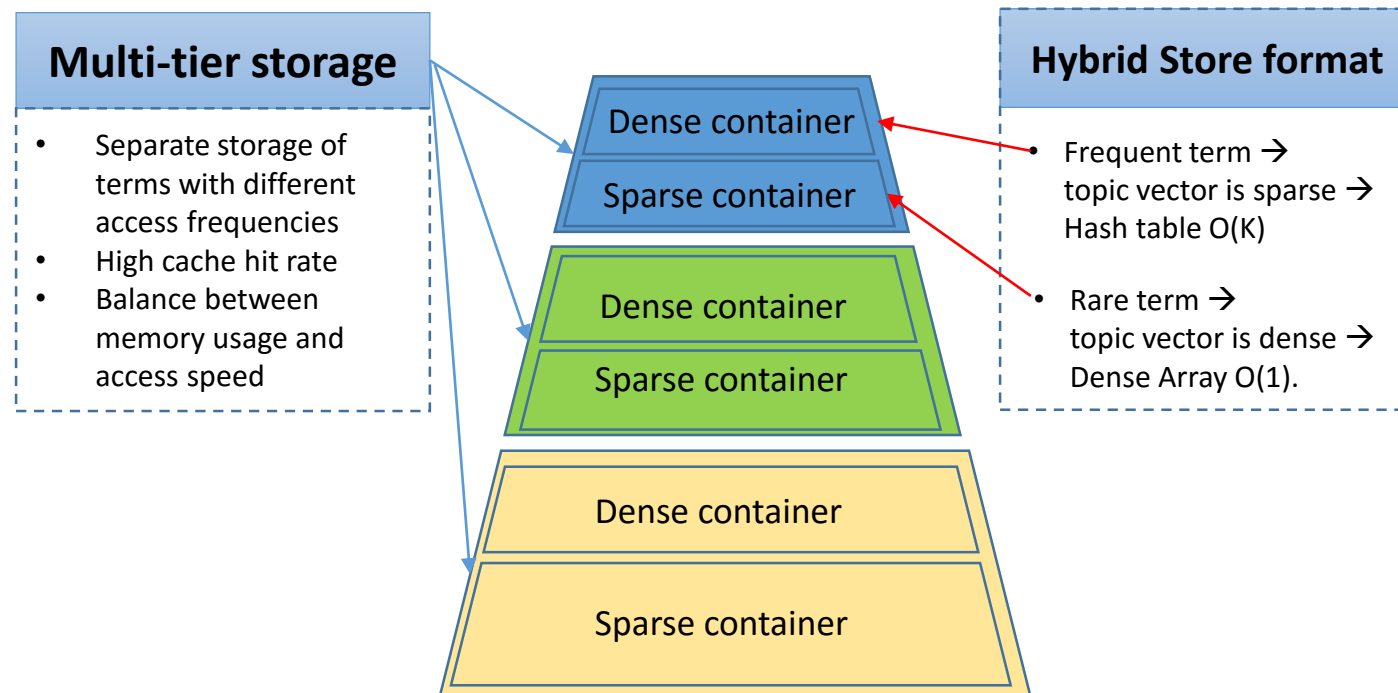 Multi-tier storage
• Separate storage of
terms with different
access frequencies
• High cache hit rate
• Balance between
memory usage and
access speed
Dense container
Sparse container
Dense container
Sparse container
Dense container
Sparse container
Hybrid Store format
• Frequent term →
topic vector is sparse →
Hash table O(K)
• Rare term →
topic vector is dense →
Dense Array O(1).